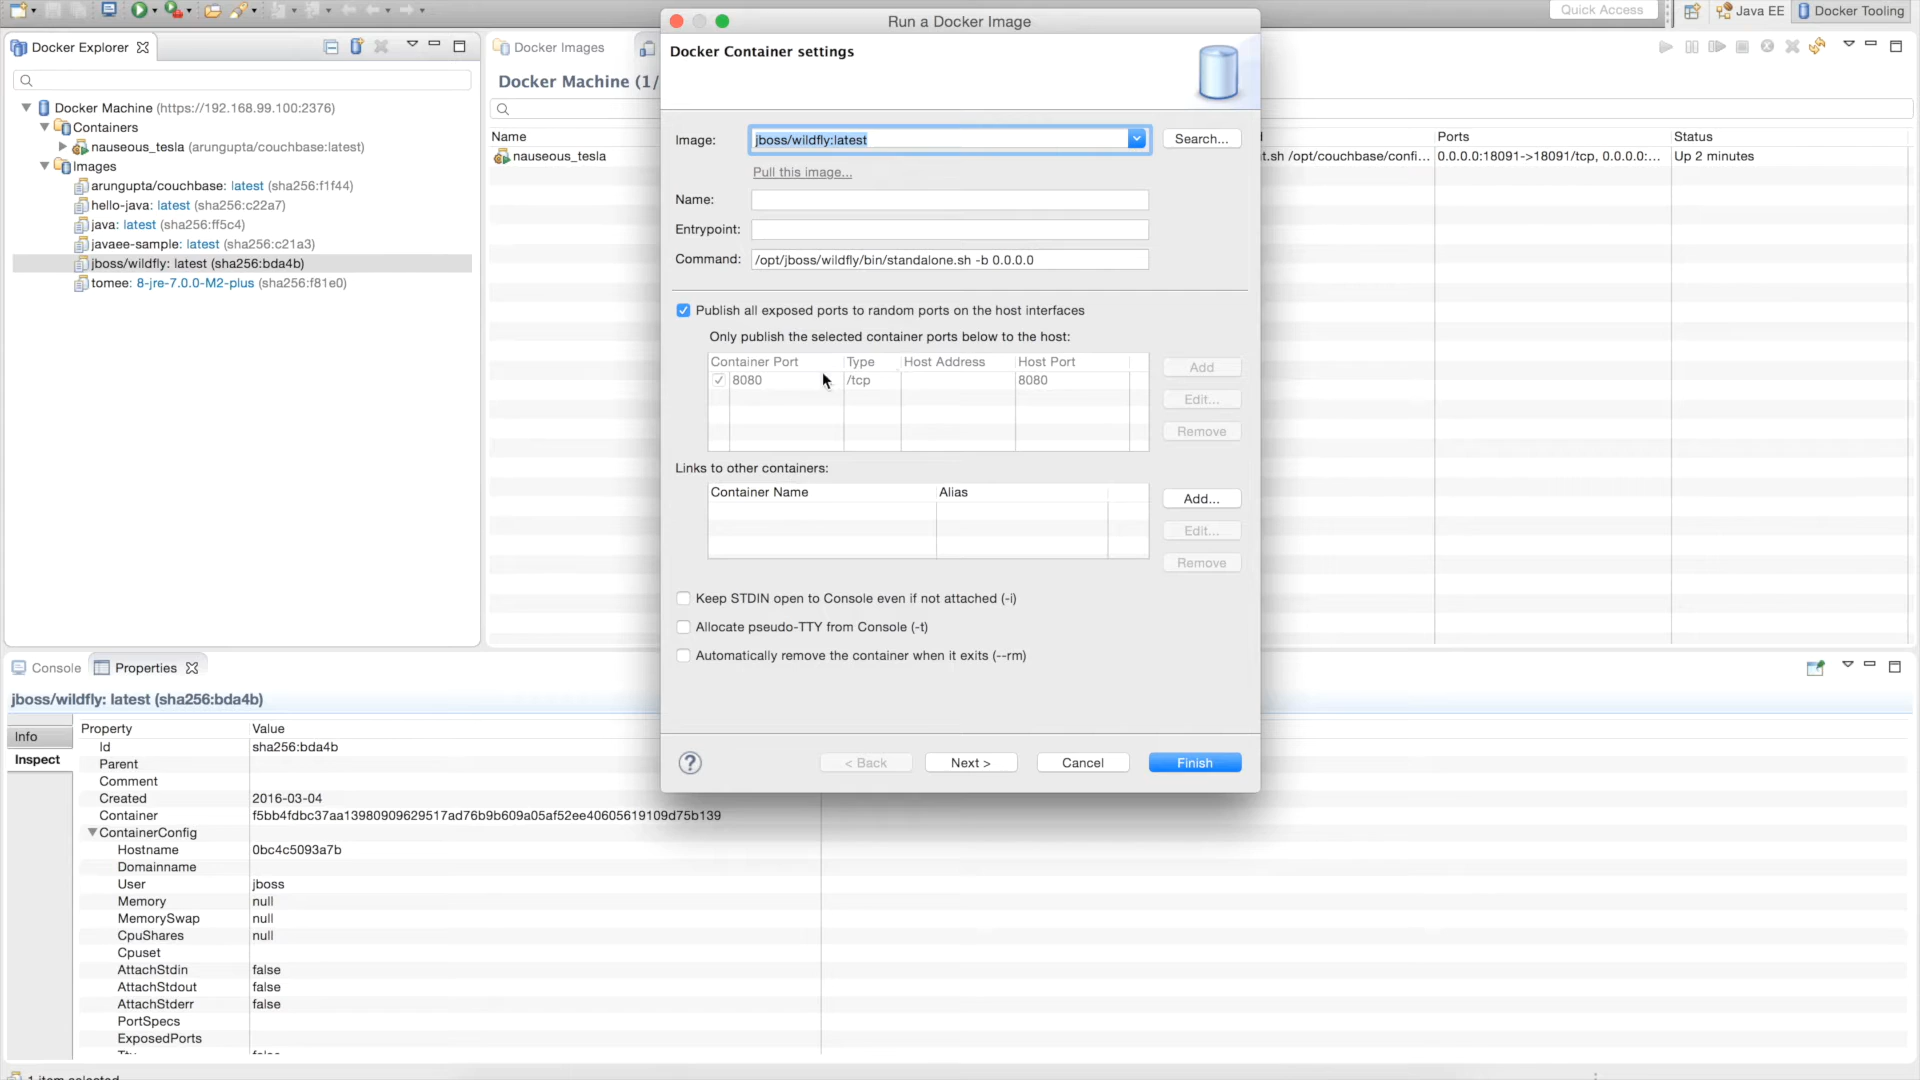 Quick Access
Java EE
Docker Tooling
Docker Explorer
Docker Machine (https://192.168.99.100:2376)
Containers
nauseous_tesla (arungupta/couchbase:latest)
Images
arungupta/couchbase: latest (sha256:f1f44)
hello-java: latest (sha256:c22a7)
java: latest (sha256:ff5c4)
javaee-sample: latest (sha256:c21a3)
jboss/wildfly: latest (sha256:bda4b)
tomee: 8-jre-7.0.0-M2-plus (sha256:f81e0)
Docker Images
Docker Machine (1/
Name
nauseous_tesla
Ports
Status
t.sh /opt/couchbase/confi...
0.0.0.0:18091->18091/tcp, 0.0.0.0:...
Up 2 minutes
Run a Docker Image
Docker Container settings
Image:
jboss/wildfly:latest
Search...
Pull this image...
Name:
Entrypoint:
Command:
/opt/jboss/wildfly/bin/standalone.sh -b 0.0.0.0
Publish all exposed ports to random ports on the host interfaces
Only publish the selected container ports below to the host:
Container Port
Type
Host Address
Host Port
8080
/tcp
8080
Add
Edit...
Remove
Links to other containers:
Container Name
Alias
Add...
Edit...
Remove
Keep STDIN open to Console even if not attached (-i)
Allocate pseudo-TTY from Console (-t)
Automatically remove the container when it exits (--rm)
?
< Back
Next >
Cancel
Finish
Console
Properties
jboss/wildfly: latest (sha256:bda4b)
Info
Inspect
Property
Value
Id
sha256:bda4b
Parent
Comment
Created
2016-03-04
Container
f5bb4fdbc37aa13980909629517ad76b9b609a05af52ee40605619109d75b139
ContainerConfig
Hostname
0bc4c5093a7b
Domainname
User
jboss
Memory
null
MemorySwap
null
CpuShares
null
Cpuset
AttachStdin
false
AttachStdout
false
AttachStderr
false
PortSpecs
ExposedPorts
Tty
false
1 item selected